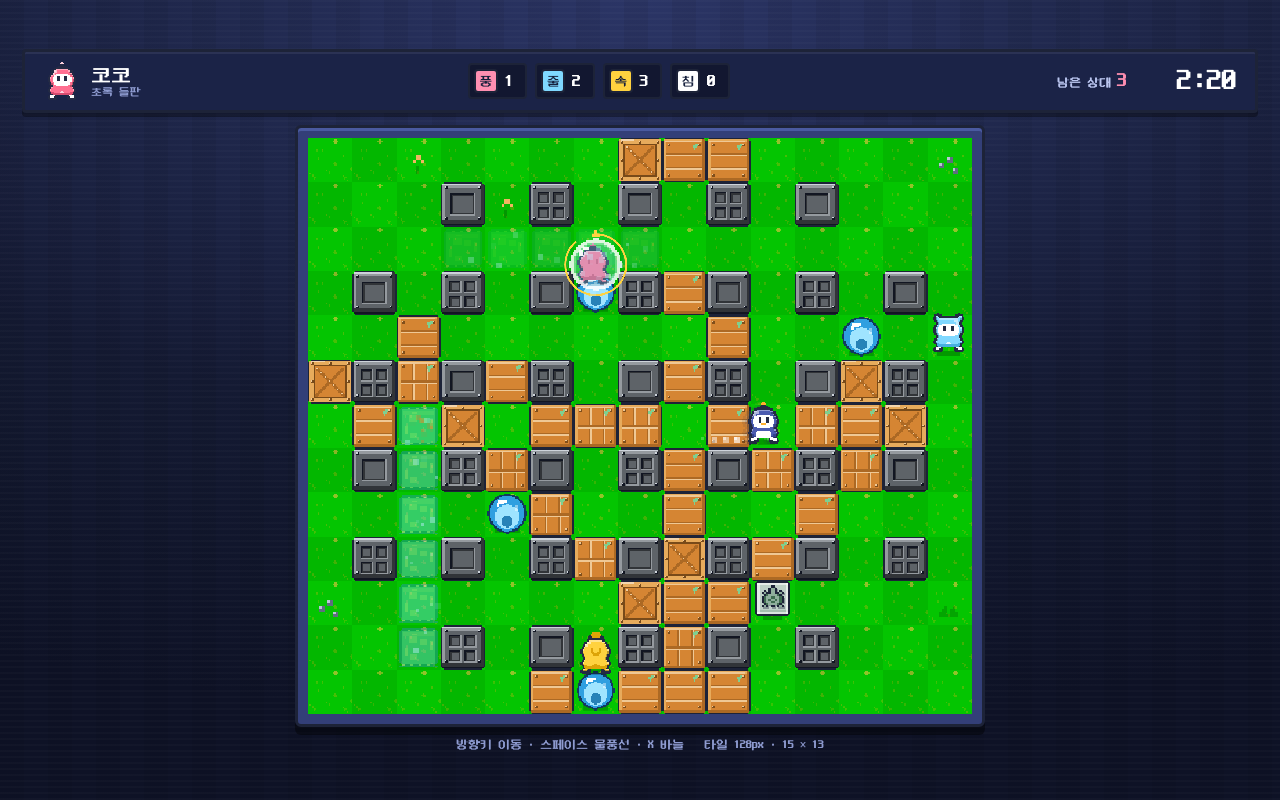 코코
초록 들판
풍 1
줄 2
속 3
침 0
남은 상대 3
2:20
방향키 이동 · 스페이스 물풍선 · X 바늘 타일 128px · 15 × 13